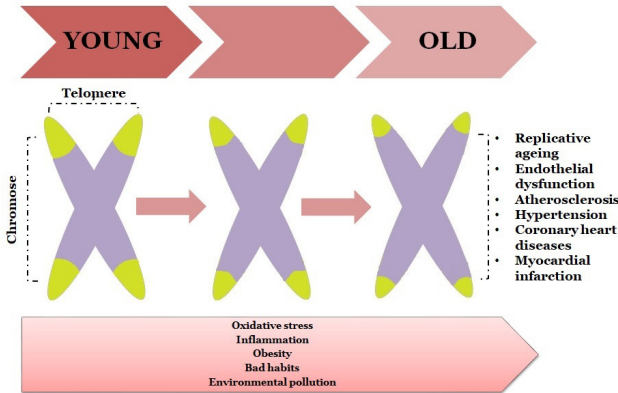 YOUNG
OLD
Telomere
Chromose
• Replicative
ageing
• Endothelial
dysfunction
• Atherosclerosis
• Hypertension
• Coronary heart
diseases
• Myocardial
infarction
Oxidative stress
Inflammation
Obesity
Bad habits
Environmental pollution